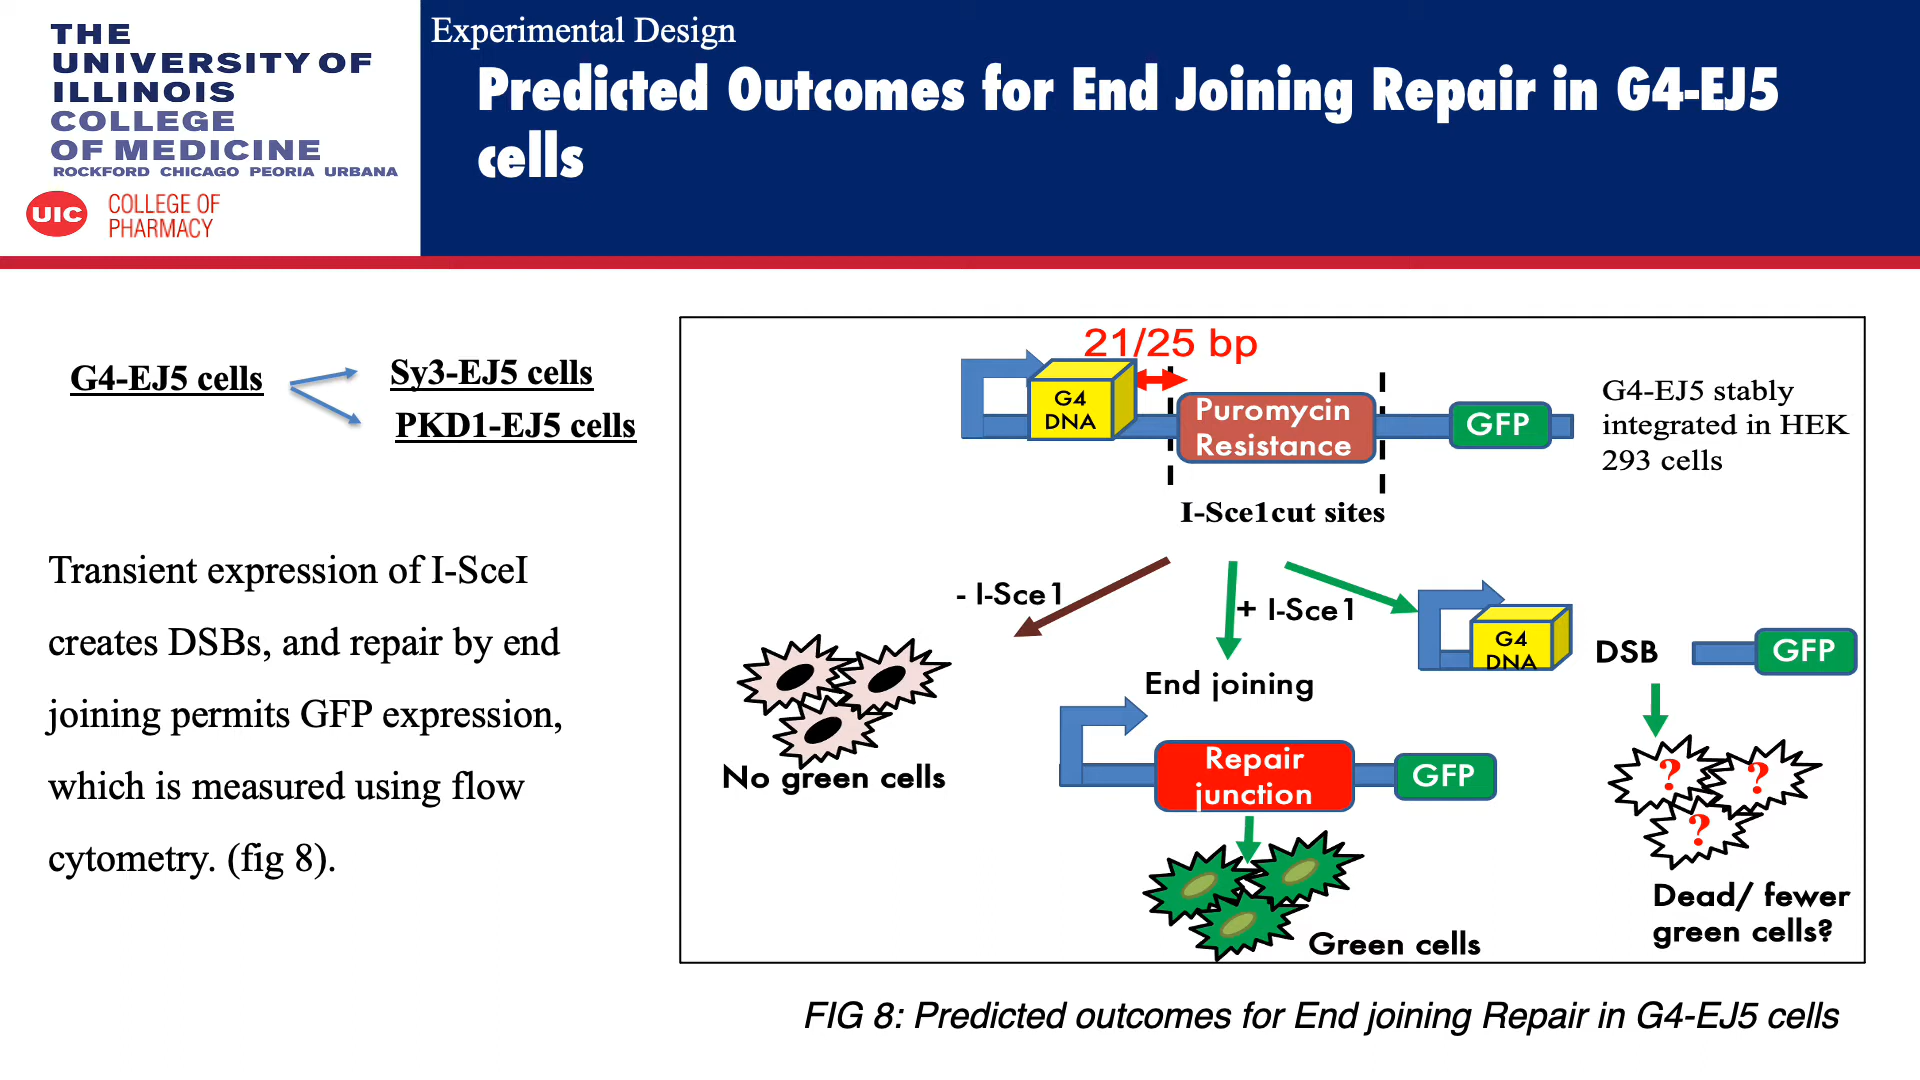 THE
UNIVERSITY OF
ILLINOIS
COLLEGE
OF MEDICINE
ROCKFORD CHICAGO PEORIA URBANA
UIC
COLLEGE OF
PHARMACY
Experimental Design
Predicted Outcomes for End Joining Repair in G4-EJ5
cells
G4-EJ5 cells
Sy3-EJ5 cells
PKD1-EJ5 cells
Transient expression of I-SceI
creates DSBs, and repair by end
joining permits GFP expression,
which is measured using flow
cytometry. (fig 8).
21/25 bp
G4
DNA
Puromycin
Resistance
GFP
G4-EJ5 stably
integrated in HEK
293 cells
I-Sce1cut sites
- I-Sce1
+ I-Sce1
G4
DNA
DSB
GFP
End joining
No green cells
Repair
junction
GFP
? ?
?
Green cells
Dead/ fewer
green cells?
FIG 8: Predicted outcomes for End joining Repair in G4-EJ5 cells